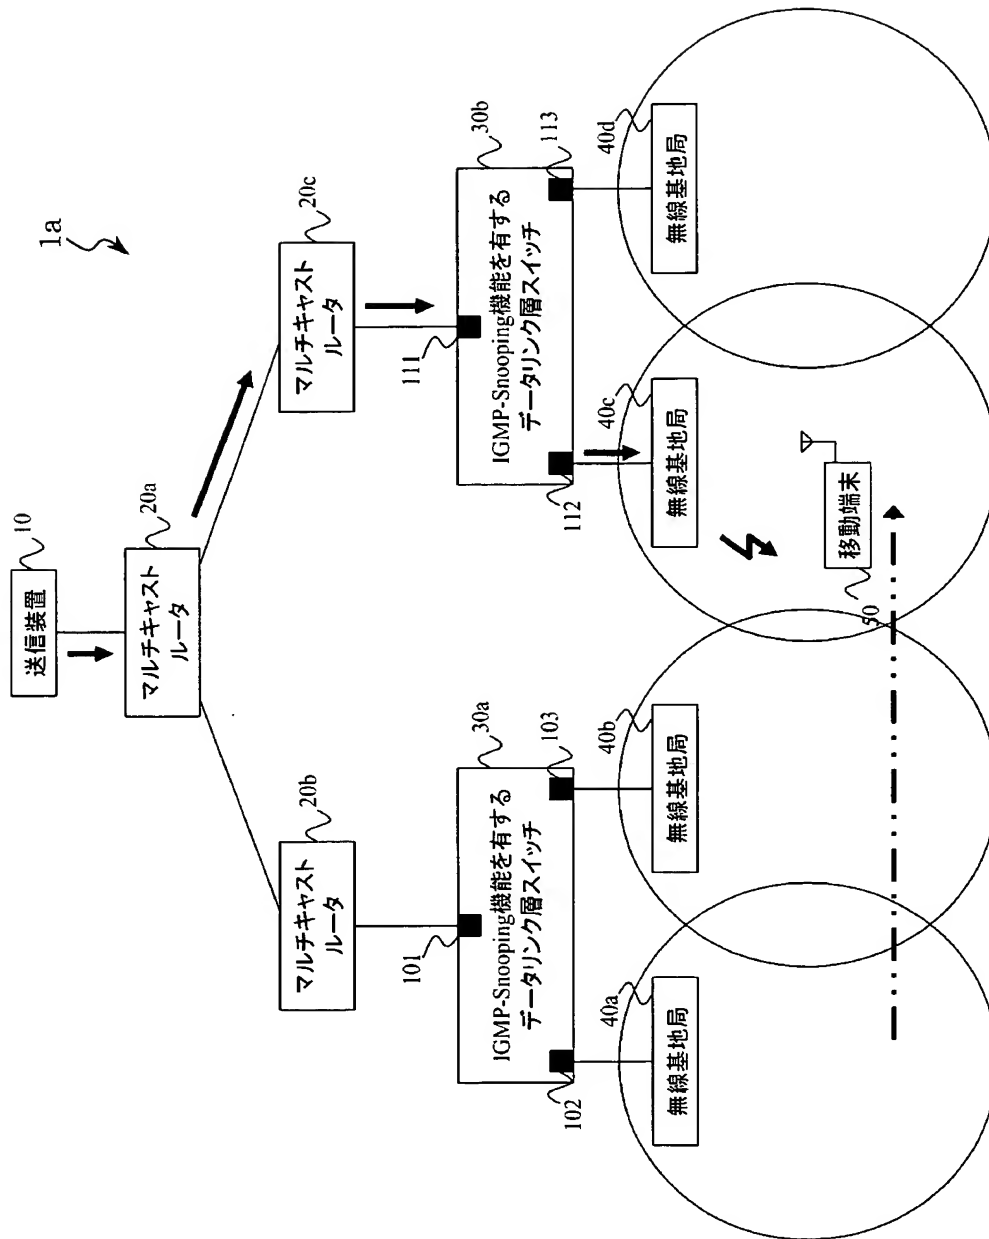 1a
10
送信装置
20a
マルチキャスト
ルータ
20b
マルチキャスト
ルータ
20c
マルチキャスト
ルータ
101
30a
IGMP-Snooping機能を有する
データリンク層スイッチ
102
103
111
30b
IGMP-Snooping機能を有する
データリンク層スイッチ
112
113
40a
無線基地局
40b
無線基地局
40c
無線基地局
40d
無線基地局
移動端末
50